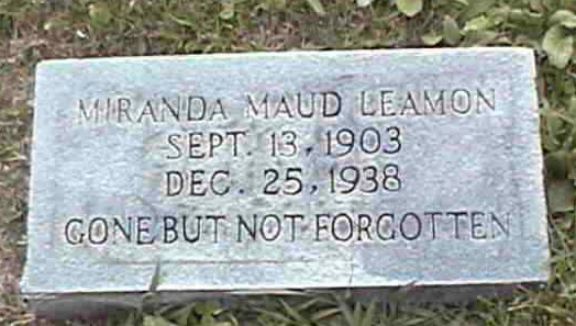 MIRANDA MAUD LEAMON
SEPT. 13, 1903
DEC. 25, 1938
GONE BUT NOT FORGOTTEN